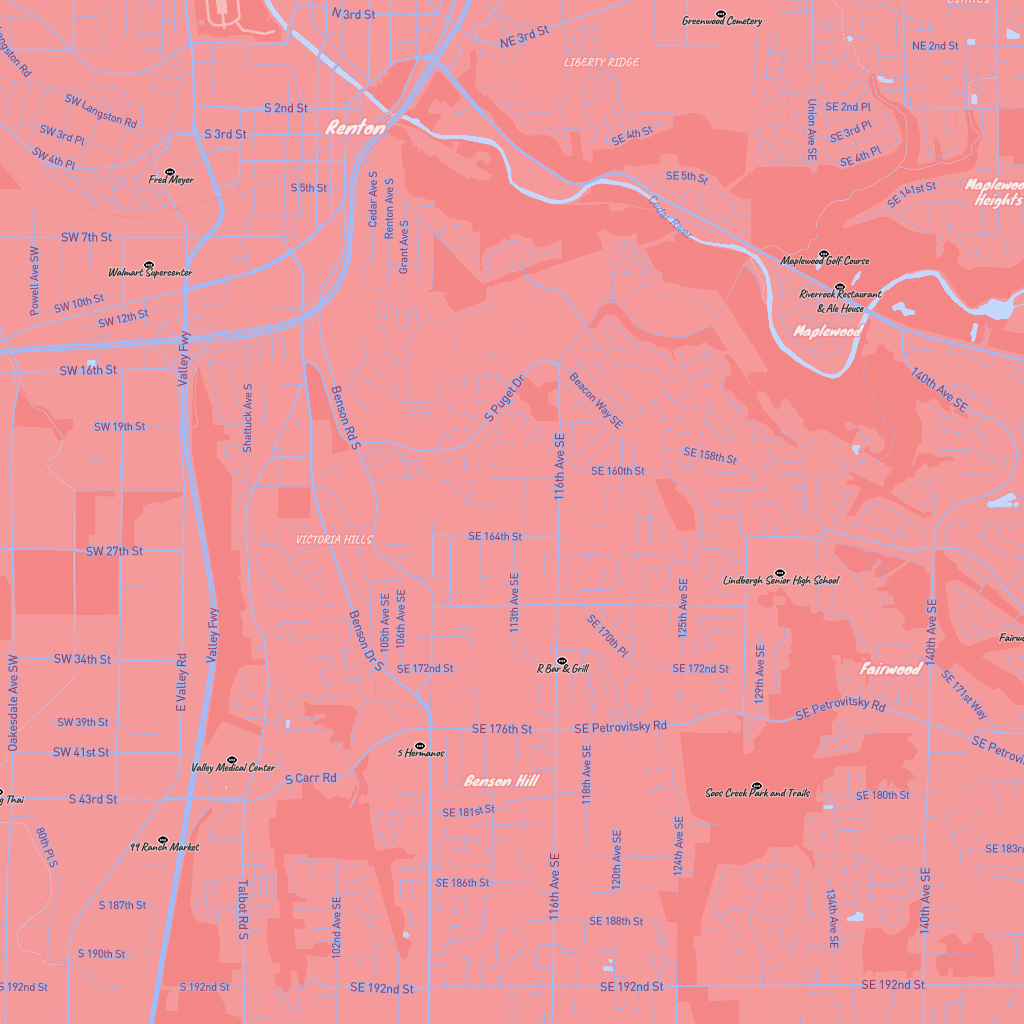 estates
N 3rd St
Greenwood Cemetery
NE 3rd St
NE 2nd St
Langston Rd
LIBERTY RIDGE
SW Langston Rd
S 2nd St
SE 2nd Pl
Union Ave SE
SW 3rd Pl
S 3rd St
Renton
SE 4th St
SE 3rd Pl
SW 4th Pl
SE 4th Pl
Fred Meyer
S 5th St
SE 5th St
Maplewood
Heights
SE 141st St
Cedar Ave S
Renton Ave S
Grant Ave S
Cedar River
SW 7th St
Powell Ave SW
Walmart Supercenter
Maplewood Golf Course
SW 10th St
Riverrock Restaurant
& Ale House
SW 12th St
Maplewood
Valley Fwy
SW 16th St
S Puget Dr
Beacon Way SE
140th Ave SE
Shattuck Ave S
Benson Rd S
SW 19th St
116th Ave SE
SE 158th St
SE 160th St
VICTORIA HILLS
SE 164th St
SW 27th St
Lindbergh Senior High School
113th Ave SE
105th Ave SE
106th Ave SE
125th Ave SE
140th Ave SE
Valley Fwy
Benson Dr S
SE 170th Pl
Fairwo
SW 34th St
SE 172nd St
R Bar & Grill
SE 172nd St
129th Ave SE
Fairwood
Oakesdale Ave SW
E Valley Rd
SE 171st Way
SW 39th St
SE 176th St
SE Petrovitsky Rd
SE Petrovitsky Rd
SE Petrovits
SW 41st St
5 Hermanos
Valley Medical Center
S Carr Rd
Benson Hill
118th Ave SE
g Thai
S 43rd St
Soos Creek Park and Trails
SE 180th St
SE 181st St
80th Pl S
99 Ranch Market
120th Ave SE
124th Ave SE
SE 183rd
116th Ave SE
SE 186th St
134th Ave SE
140th Ave SE
Talbot Rd S
102nd Ave SE
S 187th St
SE 188th St
S 190th St
S 192nd St
S 192nd St
SE 192nd St
SE 192nd St
SE 192nd St